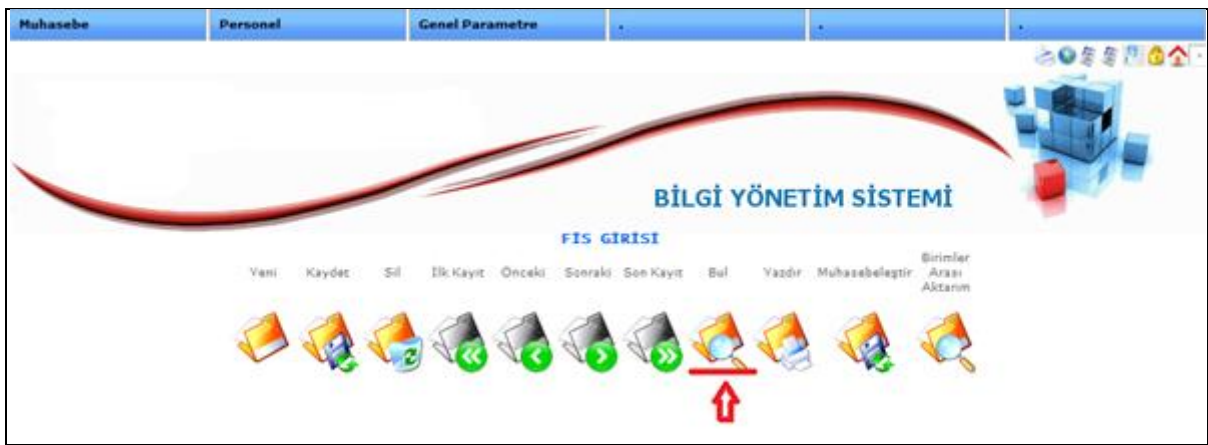 Muhasebe Personel Genel Parametre . . .
BİLGİ YÖNETİM SİSTEMİ
FİS GİRİSİ
Yeni Kaydet Sil İlk Kayıt Önceki Sonraki Son Kayıt Bul Yazdır Muhasebeleştir Birimler
Arası
Aktarım